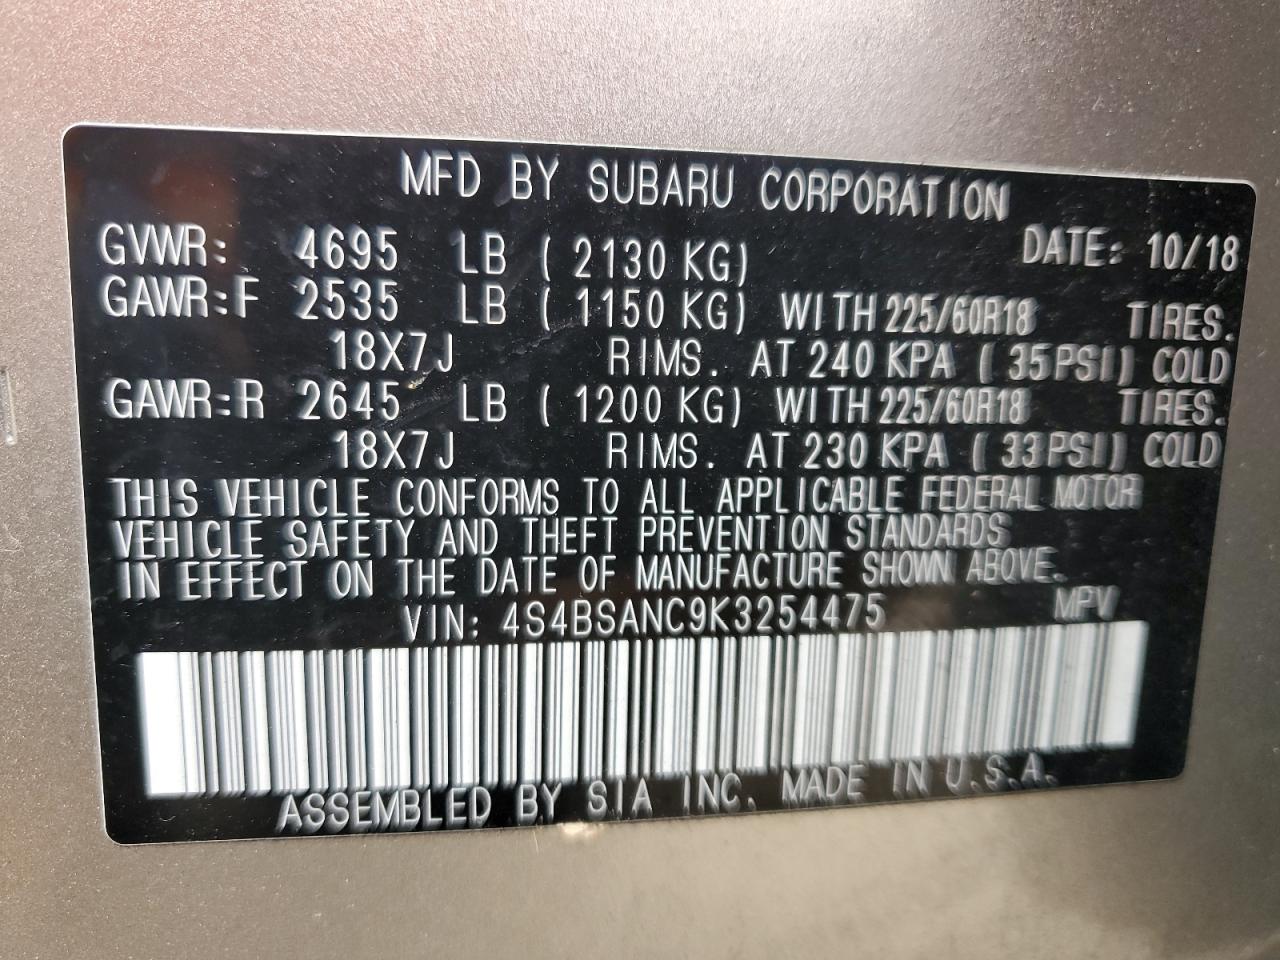 MFD BY SUBARU CORPORATION
GVWR: 4695 LB ( 2130 KG) DATE: 10/18
GAWR:F 2535 LB ( 1150 KG) WITH 225/60R18 TIRES.
18X7J RIMS. AT 240 KPA ( 35PSI) COLD
GAWR:R 2645 LB ( 1200 KG) WITH 225/60R18 TIRES.
18X7J RIMS. AT 230 KPA ( 33PSI) COLD
THIS VEHICLE CONFORMS TO ALL APPLICABLE FEDERAL MOTOR
VEHICLE SAFETY AND THEFT PREVENTION STANDARDS
IN EFFECT ON THE DATE OF MANUFACTURE SHOWN ABOVE.
VIN: 4S4BSANC9K3254475 MPV
ASSEMBLED BY SIA INC. MADE IN U.S.A.